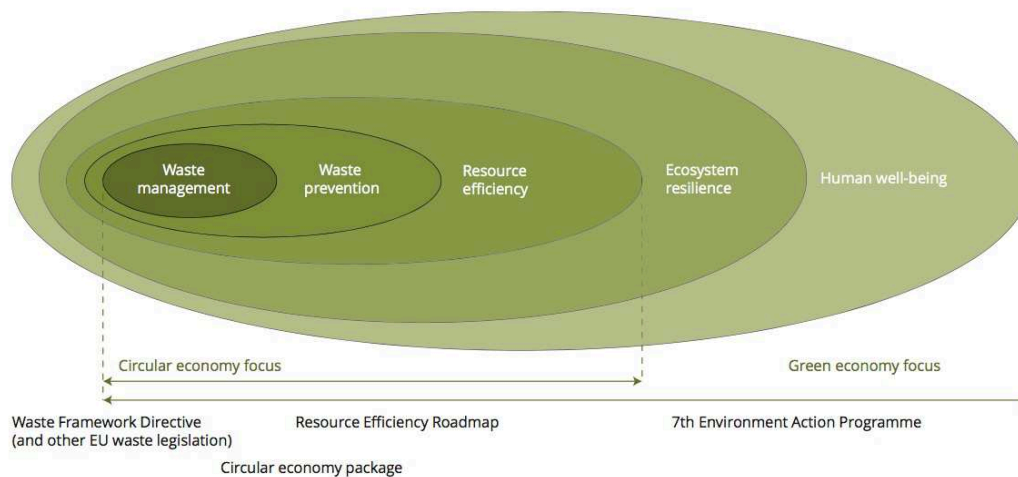 Waste
management
Waste
prevention
Resource
efficiency
Ecosystem
resilience
Human well-being
Circular economy focus
Green economy focus
Waste Framework Directive
(and other EU waste legislation)
Resource Efficiency Roadmap
7th Environment Action Programme
Circular economy package